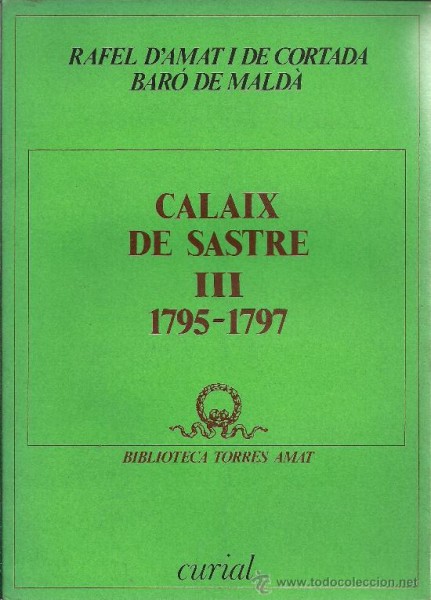 RAFEL D'AMAT I DE CORTADA
BARÓ DE MALDÀ
CALAIX
DE SASTRE
III
1795-1797
BIBLIOTECA TORRES AMAT
curial
© www.todocoleccion.net